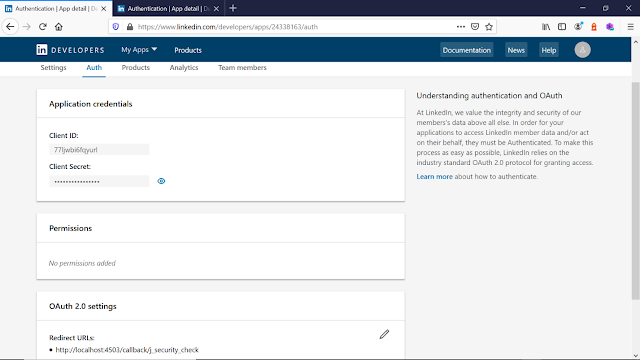 Authentication | App detail | De
Authentication | App detail | De
https://www.linkedin.com/developers/apps/24338163/auth
in DEVELOPERS
My Apps
Products
Documentation
News
Help
Settings
Auth
Products
Analytics
Team members
Application credentials
Client ID:
77ljwbi6fqyurl
Client Secret:
••••••••••••••••
Permissions
No permissions added
OAuth 2.0 settings
Redirect URLs:
• http://localhost:4503/callback/j_security_check
Understanding authentication and OAuth
At LinkedIn, we value the integrity and security of our
members's data above all else. In order for your
applications to access LinkedIn member data and/or act
on their behalf, they must be Authenticated. To make this
process as easy as possible, LinkedIn relies on the
industry standard OAuth 2.0 protocol for granting access.
Learn more about how to authenticate.